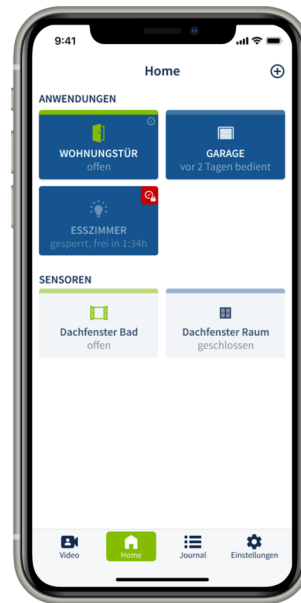 9:41
Home
ANWENDUNGEN
WOHNUNGSTÜR
offen
GARAGE
vor 2 Tagen bedient
ESSZIMMER
gesperrt, frei in 1:34h
SENSOREN
Dachfenster Bad
offen
Dachfenster Raum
geschlossen
Video
Home
Journal
Einstellungen